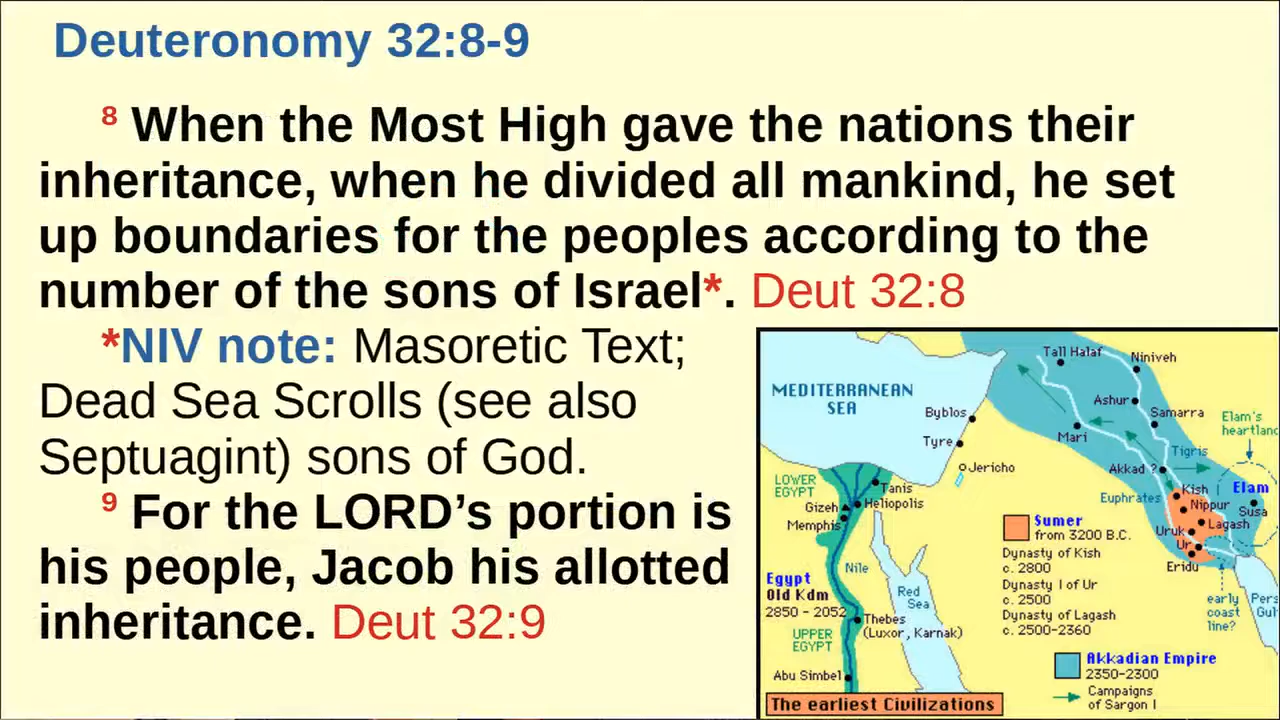 Deuteronomy 32:8-9
8 When the Most High gave the nations their
inheritance, when he divided all mankind, he set
up boundaries for the peoples according to the
number of the sons of Israel*. Deut 32:8
*NIV note: Masoretic Text;
Dead Sea Scrolls (see also
Septuagint) sons of God.
9 For the LORD’s portion is
his people, Jacob his allotted
inheritance. Deut 32:9
MEDITERRANEAN
SEA
Tall Halaf
Niniveh
Ashur
Samarra
Byblos
Tyre
Mari
Elam's
heartland
Tigris
Jericho
Akkad ?
LOWER
EGYPT
Tanis
Heliopolis
Gizeh
Memphis
Euphrates
Kish
Nippur
Elam
Susa
Lagash
Uruk
Ur
Eridu
Sumer
from 3200 B.C.
Dynasty of Kish
c. 2800
Dynasty I of Ur
c. 2500
Dynasty of Lagash
c. 2500-2360
Nile
Egypt
Old Kdm
2850 - 2052
Red
Sea
early
coast
line?
Pers
Gul
Thebes
(Luxor, Karnak)
UPPER
EGYPT
Abu Simbel
Akkadian Empire
2350-2300
Campaigns
of Sargon I
The earliest Civilizations